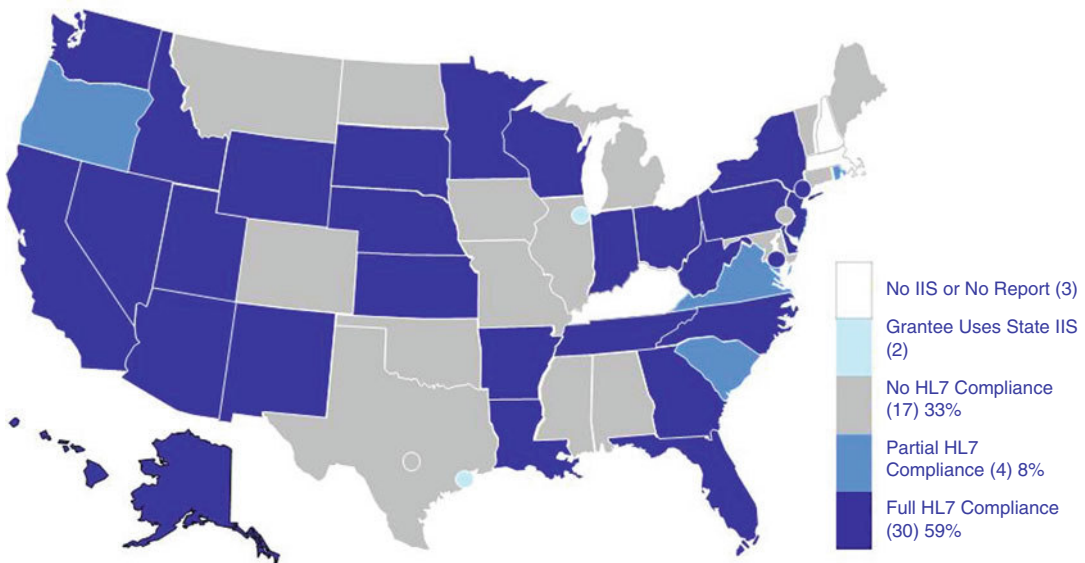 No IIS or No Report (3)
Grantee Uses State IIS
(2)
No HL7 Compliance
(17) 33%
Partial HL7
Compliance (4) 8%
Full HL7 Compliance
(30) 59%